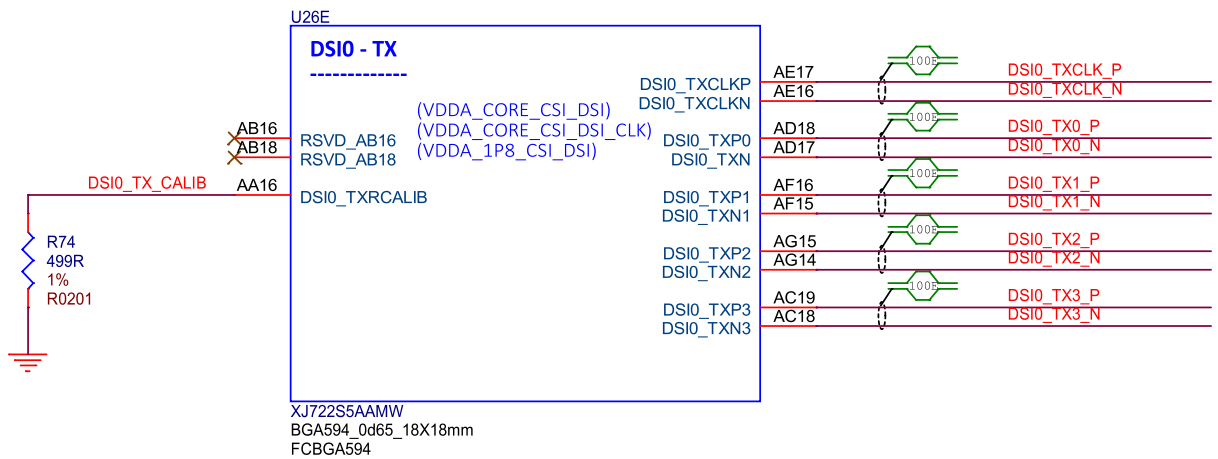 U26E
DSI0 - TX
-------------
DSI0_TXCLKP
DSI0_TXCLKN
(VDDA_CORE_CSI_DSI)
(VDDA_CORE_CSI_DSI_CLK)
(VDDA_1P8_CSI_DSI)
AB16
RSVD_AB16
AB18
RSVD_AB18
DSI0_TX_CALIB
AA16
DSI0_TXRCALIB
DSI0_TXP0
DSI0_TXN
DSI0_TXP1
DSI0_TXN1
DSI0_TXP2
DSI0_TXN2
DSI0_TXP3
DSI0_TXN3
AE17
AE16
AD18
AD17
AF16
AF15
AG15
AG14
AC19
AC18
100E
100E
100E
100E
100E
DSI0_TXCLK_P
DSI0_TXCLK_N
DSI0_TX0_P
DSI0_TX0_N
DSI0_TX1_P
DSI0_TX1_N
DSI0_TX2_P
DSI0_TX2_N
DSI0_TX3_P
DSI0_TX3_N
R74
499R
1%
R0201
XJ722S5AAMW
BGA594_0d65_18X18mm
FCBGA594